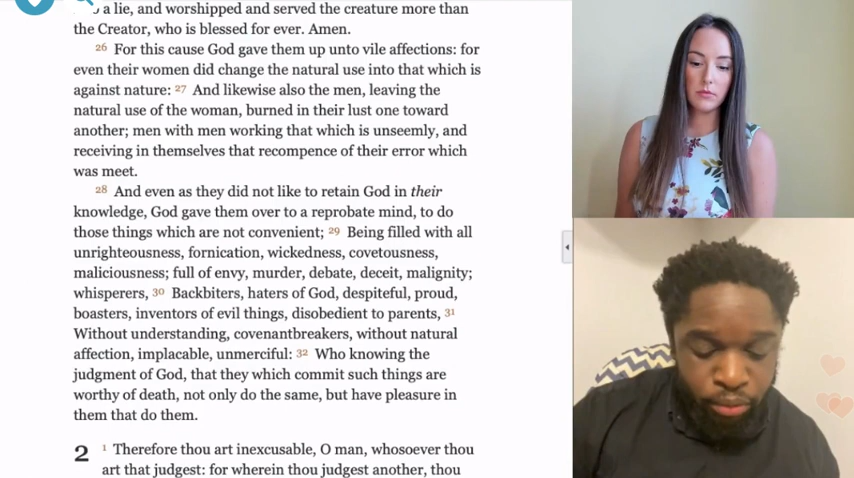 a lie, and worshipped and served the creature more than
the Creator, who is blessed for ever. Amen.
26 For this cause God gave them up unto vile affections: for
even their women did change the natural use into that which is
against nature: 27 And likewise also the men, leaving the
natural use of the woman, burned in their lust one toward
another; men with men working that which is unseemly, and
receiving in themselves that recompence of their error which
was meet.
28 And even as they did not like to retain God in their
knowledge, God gave them over to a reprobate mind, to do
those things which are not convenient; 29 Being filled with all
unrighteousness, fornication, wickedness, covetousness,
maliciousness; full of envy, murder, debate, deceit, malignity;
whisperers, 30 Backbiters, haters of God, despiteful, proud,
boasters, inventors of evil things, disobedient to parents, 31
Without understanding, covenantbreakers, without natural
affection, implacable, unmerciful: 32 Who knowing the
judgment of God, that they which commit such things are
worthy of death, not only do the same, but have pleasure in
them that do them.
2 1 Therefore thou art inexcusable, O man, whosoever thou
art that judgest: for wherein thou judgest another, thou